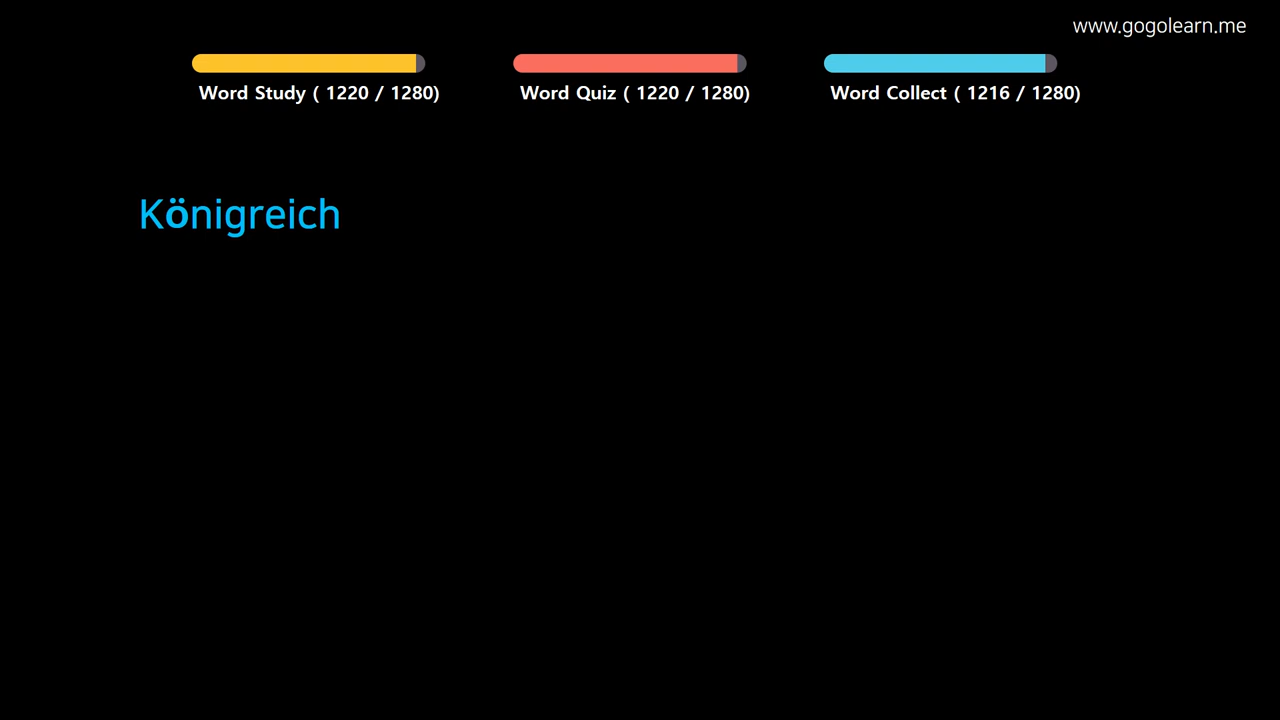 www.gogolearn.me
Word Study ( 1220 / 1280)
Word Quiz ( 1220 / 1280)
Word Collect ( 1216 / 1280)
Königreich